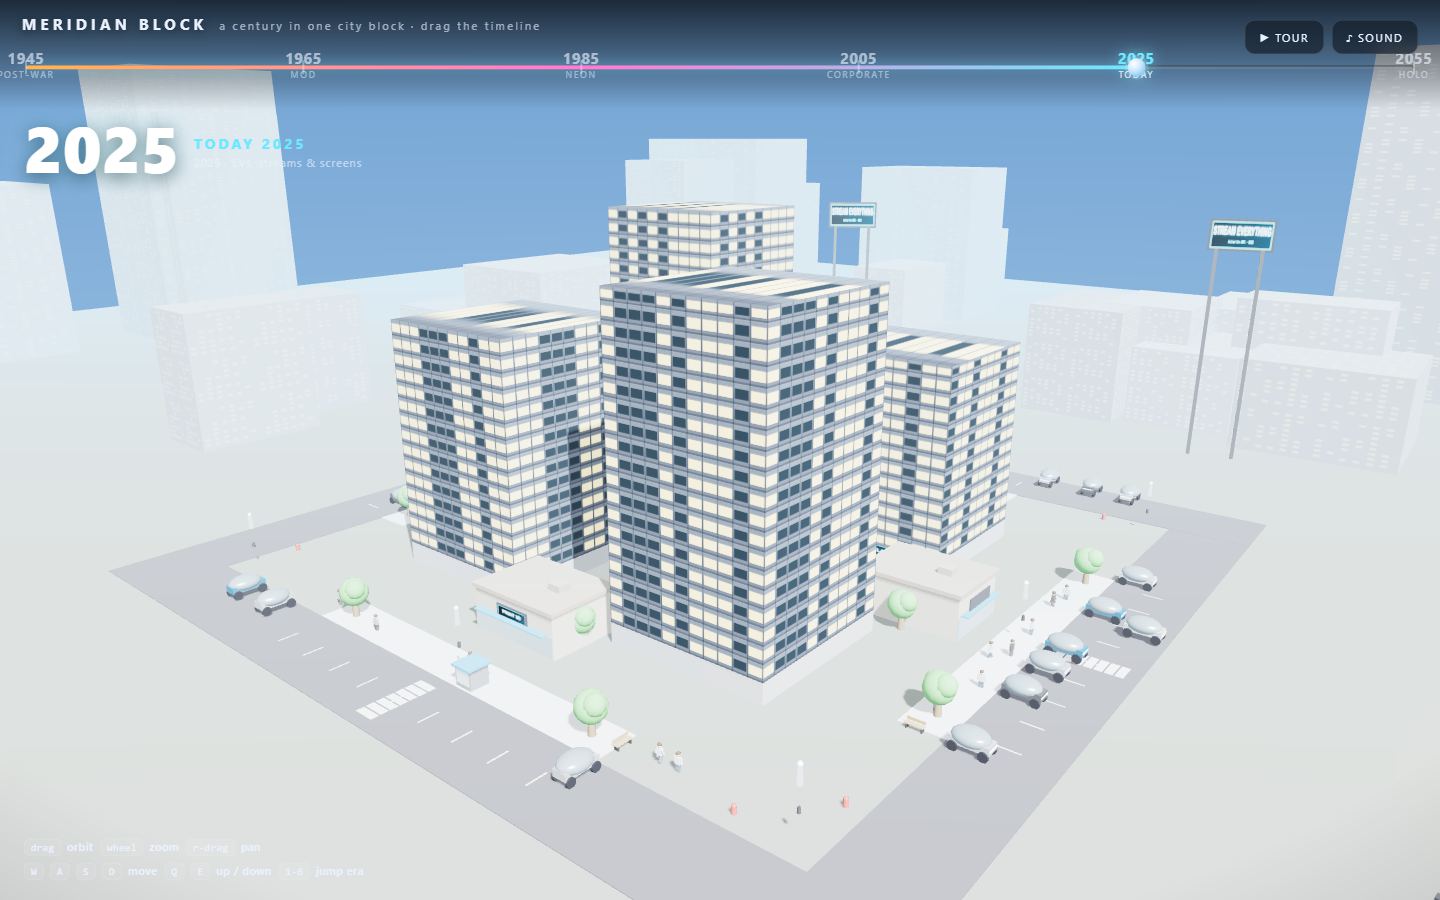 MERIDIAN BLOCK a century in one city block · drag the timeline
▶ TOUR ♪ SOUND
1945 1965 1985 2005 2025 2055
POST-WAR MOD NEON CORPORATE TODAY HOLO
2025 TODAY 2025
2025 · EVs, streams & screens
STREAM EVERYTHING
STREAM EVERYTHING
drag orbit wheel zoom r-drag pan
W A S D move Q E up / down 1-6 jump era